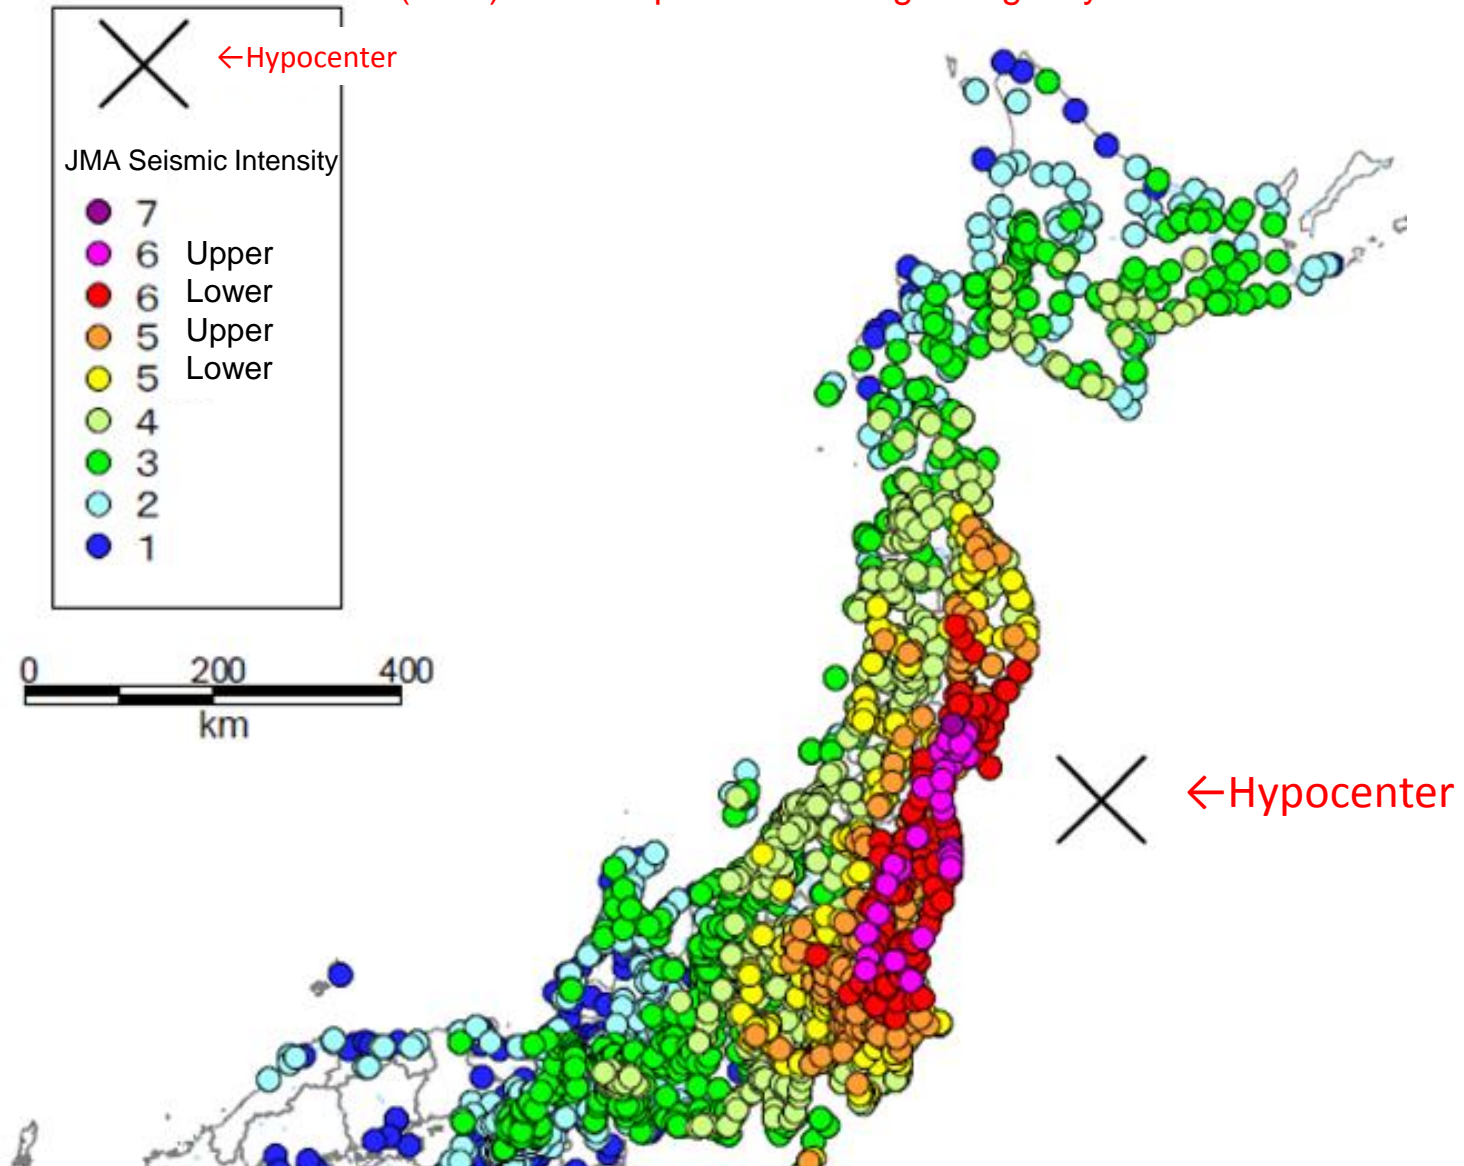 ←Hypocenter
JMA Seismic Intensity
7
6 Upper
6 Lower
5 Upper
5 Lower
4
3
2
1
0 200 400
km
←Hypocenter